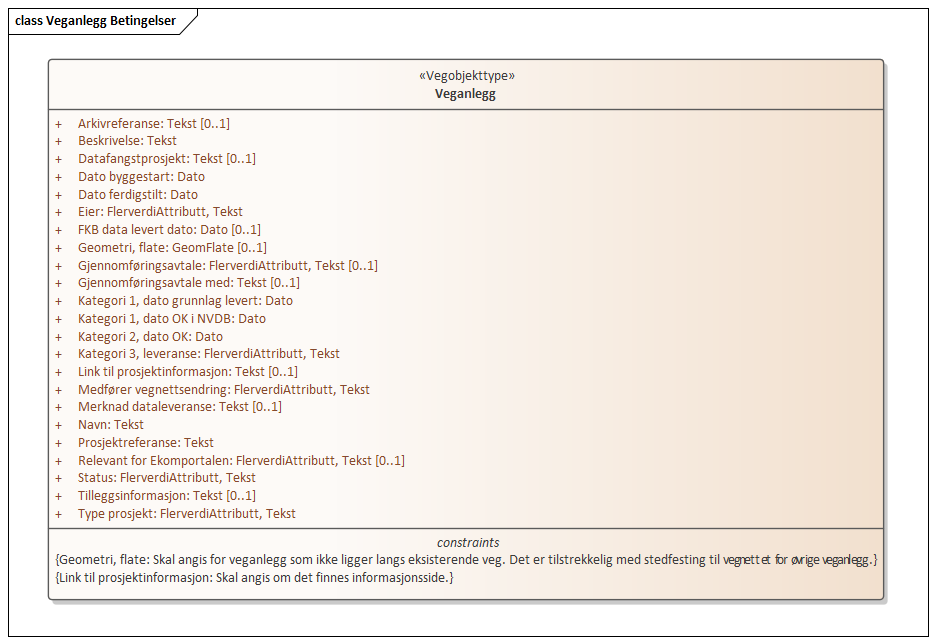 class Veganlegg Betingelser
«Vegobjekttype»
Veganlegg
+ Arkivreferanse: Tekst [0..1]
+ Beskrivelse: Tekst
+ Datafangstprosjekt: Tekst [0..1]
+ Dato byggestart: Dato
+ Dato ferdigstilt: Dato
+ Eier: FlerverdiAttributt, Tekst
+ FKB data levert dato: Dato [0..1]
+ Geometri, flate: GeomFlate [0..1]
+ Gjennomføringsavtale: FlerverdiAttributt, Tekst [0..1]
+ Gjennomføringsavtale med: Tekst [0..1]
+ Kategori 1, dato grunnlag levert: Dato
+ Kategori 1, dato OK i NVDB: Dato
+ Kategori 2, dato OK: Dato
+ Kategori 3, leveranse: FlerverdiAttributt, Tekst
+ Link til prosjektinformasjon: Tekst [0..1]
+ Medfører vegnettsendring: FlerverdiAttributt, Tekst
+ Merknad dataleveranse: Tekst [0..1]
+ Navn: Tekst
+ Prosjektreferanse: Tekst
+ Relevant for Ekomportalen: FlerverdiAttributt, Tekst [0..1]
+ Status: FlerverdiAttributt, Tekst
+ Tilleggsinformasjon: Tekst [0..1]
+ Type prosjekt: FlerverdiAttributt, Tekst
constraints
{Geometri, flate: Skal angis for veganlegg som ikke ligger langs eksisterende veg. Det er tilstrekkelig med stedfesting til vegnettet for øvrige veganlegg.}
{Link til prosjektinformasjon: Skal angis om det finnes informasjonsside.}